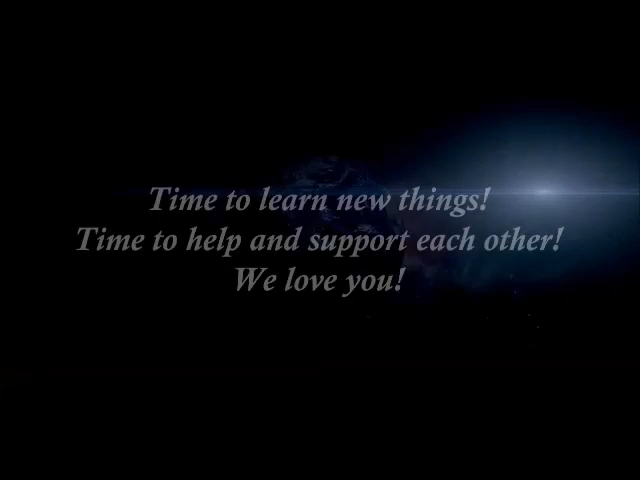 Time to learn new things!
Time to help and support each other!
We love you!